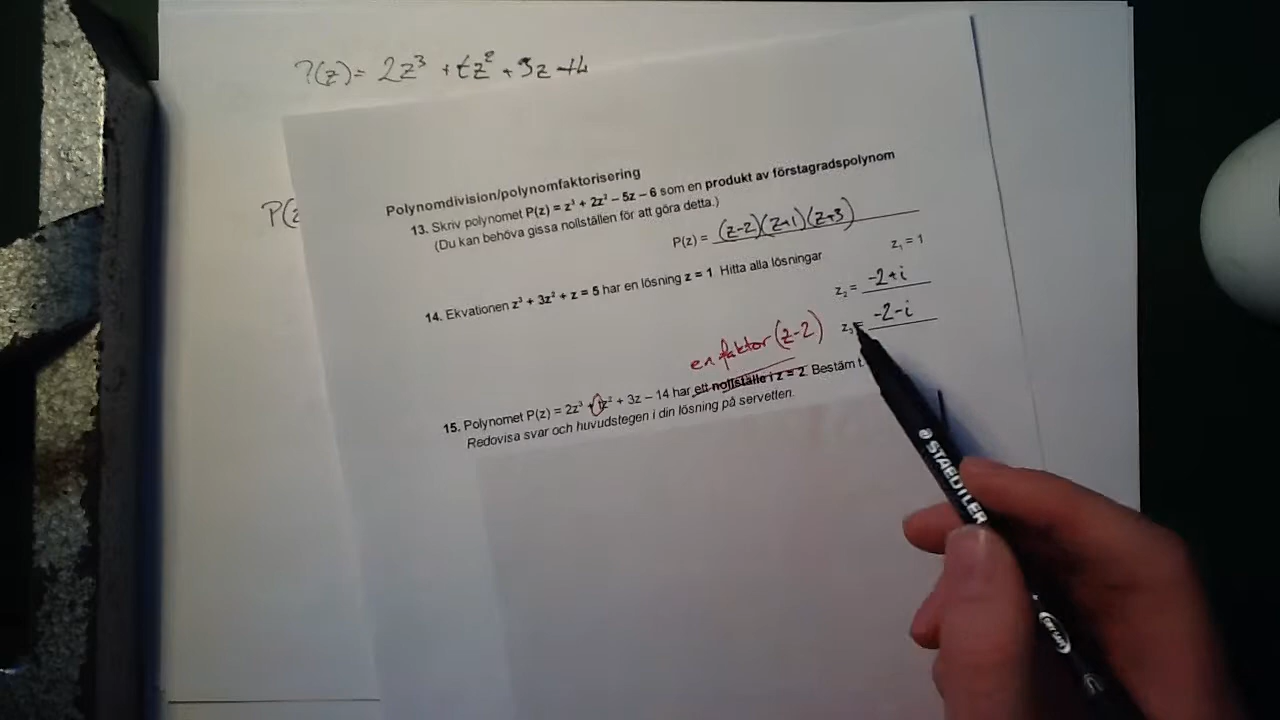 P(z) = 2z³ + tz² + 3z -14
Polynomdivision/polynomfaktorisering
13. Skriv polynomet P(z) = z³ + 2z² – 5z – 6 som en produkt av förstagradspolynom
(Du kan behöva gissa nollställen för att göra detta.)
P(z) = (z-2)(z+1)(z+3)
P(z
14. Ekvationen z³ + 3z² + z = 5 har en lösning z = 1. Hitta alla lösningar
z₁ = 1
z₂ = -2+i
z₃ = -2-i
en faktor (z-2)
15. Polynomet P(z) = 2z³ + tz² + 3z – 14 har ett nollställe i z = 2. Bestäm t
Redovisa svar och huvudstegen i din lösning på servetten.
STAEDTLER